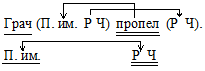 Грач (П. им. Р Ч) пропел (Р Ч).
П. им. Р Ч